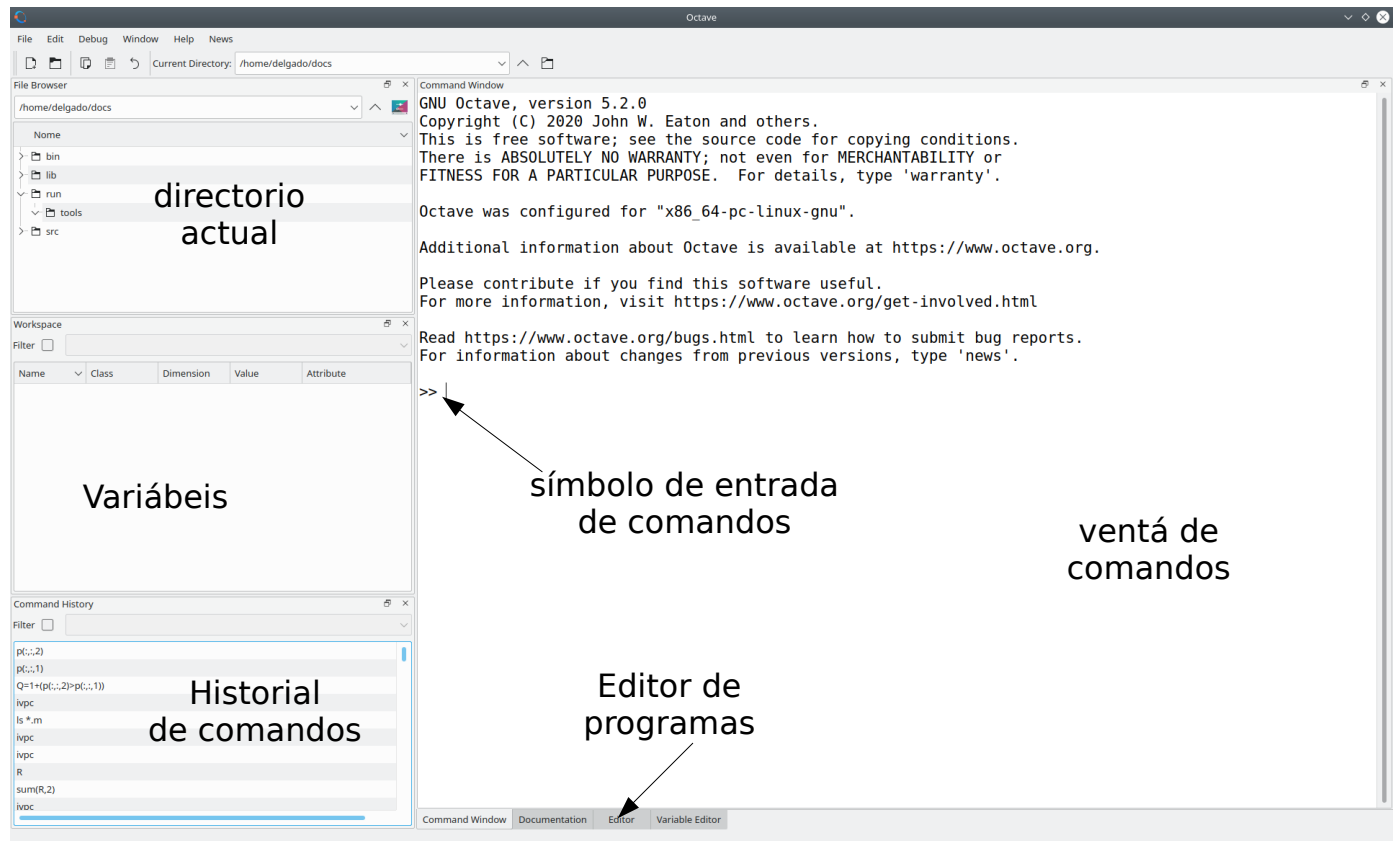 Octave
File Edit Debug Window Help News
Current Directory: /home/delgado/docs
File Browser
/home/delgado/docs
Nome
bin
lib
run
tools
src
directorio
actual
Workspace
Filter
Name Class Dimension Value Attribute
Variábeis
Command History
Filter
p(:,:,2)
p(:,:,1)
Q=1+(p(:,:,2)>p(:,:,1))
ivpc
ls *.m
ivpc
ivpc
R
sum(R,2)
ivpc
Historial
de comandos
Command Window
GNU Octave, version 5.2.0
Copyright (C) 2020 John W. Eaton and others.
This is free software; see the source code for copying conditions.
There is ABSOLUTELY NO WARRANTY; not even for MERCHANTABILITY or
FITNESS FOR A PARTICULAR PURPOSE.  For details, type 'warranty'.
Octave was configured for "x86_64-pc-linux-gnu".
Additional information about Octave is available at https://www.octave.org.
Please contribute if you find this software useful.
For more information, visit https://www.octave.org/get-involved.html
Read https://www.octave.org/bugs.html to learn how to submit bug reports.
For information about changes from previous versions, type 'news'.
>>
símbolo de entrada
de comandos
ventá de
comandos
Editor de
programas
Command Window Documentation Editor Variable Editor